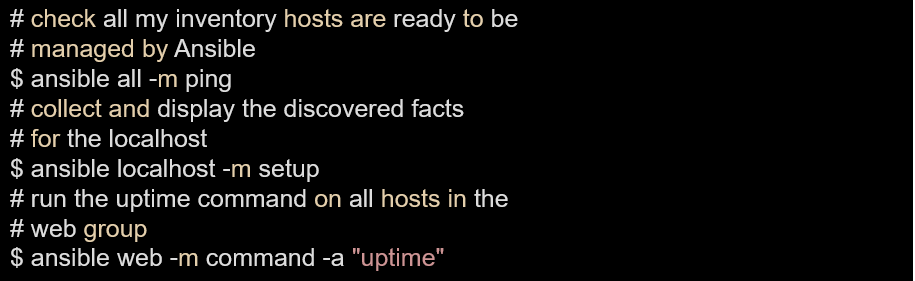 # check all my inventory hosts are ready to be
# managed by Ansible
$ ansible all -m ping
# collect and display the discovered facts
# for the localhost
$ ansible localhost -m setup
# run the uptime command on all hosts in the
# web group
$ ansible web -m command -a "uptime"